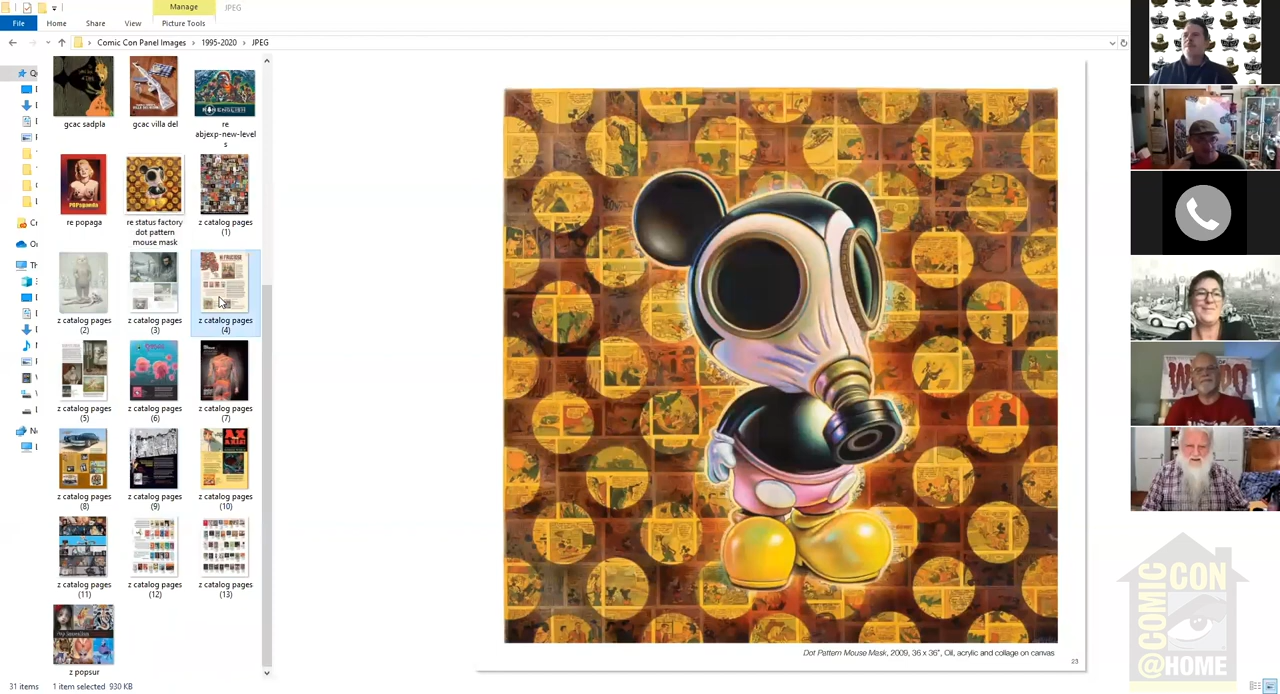 Manage
JPEG
File
Home
Share
View
Picture Tools
Comic Con Panel Images
1995-2020
JPEG
gcac sadpla
gcac villa del
re
abjexp-new-level
s
re popaga
re status factory
dot pattern
mouse mask
z catalog pages
(1)
z catalog pages
(2)
z catalog pages
(3)
z catalog pages
(4)
z catalog pages
(5)
z catalog pages
(6)
z catalog pages
(7)
z catalog pages
(8)
z catalog pages
(9)
z catalog pages
(10)
z catalog pages
(11)
z catalog pages
(12)
z catalog pages
(13)
z popsur
31 items
1 item selected 930 KB
Dot Pattern Mouse Mask, 2009, 36 x 36", Oil, acrylic and collage on canvas
23
COMIC
CON
@HOME